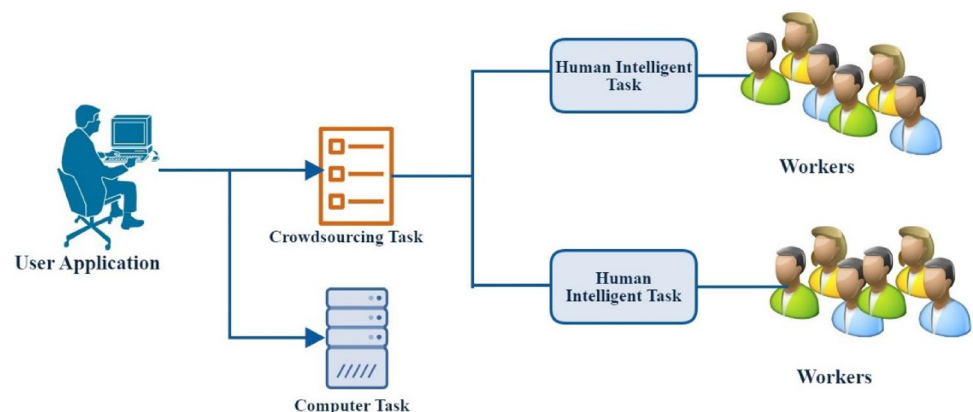 Human Intelligent
Task
Workers
Crowdsourcing Task
User Application
Human
Intelligent Task
Workers
Computer Task